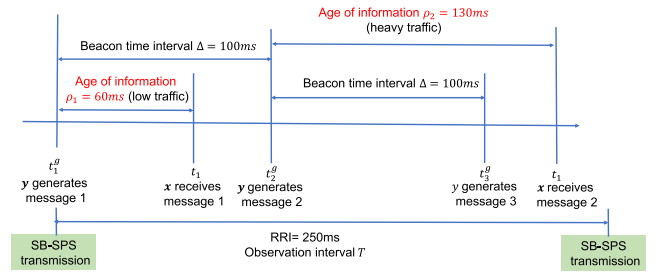 Age of information ρ₂ = 130ms
(heavy traffic)
Beacon time interval Δ = 100ms
Age of information
ρ₁ = 60ms (low traffic)
Beacon time interval Δ = 100ms
t₁ᵍ
y generates
message 1
t₁
x receives
message 1
t₂ᵍ
y generates
message 2
t₃ᵍ
y generates
message 3
t₁
x receives
message 2
SB-SPS
transmission
RRI= 250ms
Observation interval T
SB-SPS
transmission